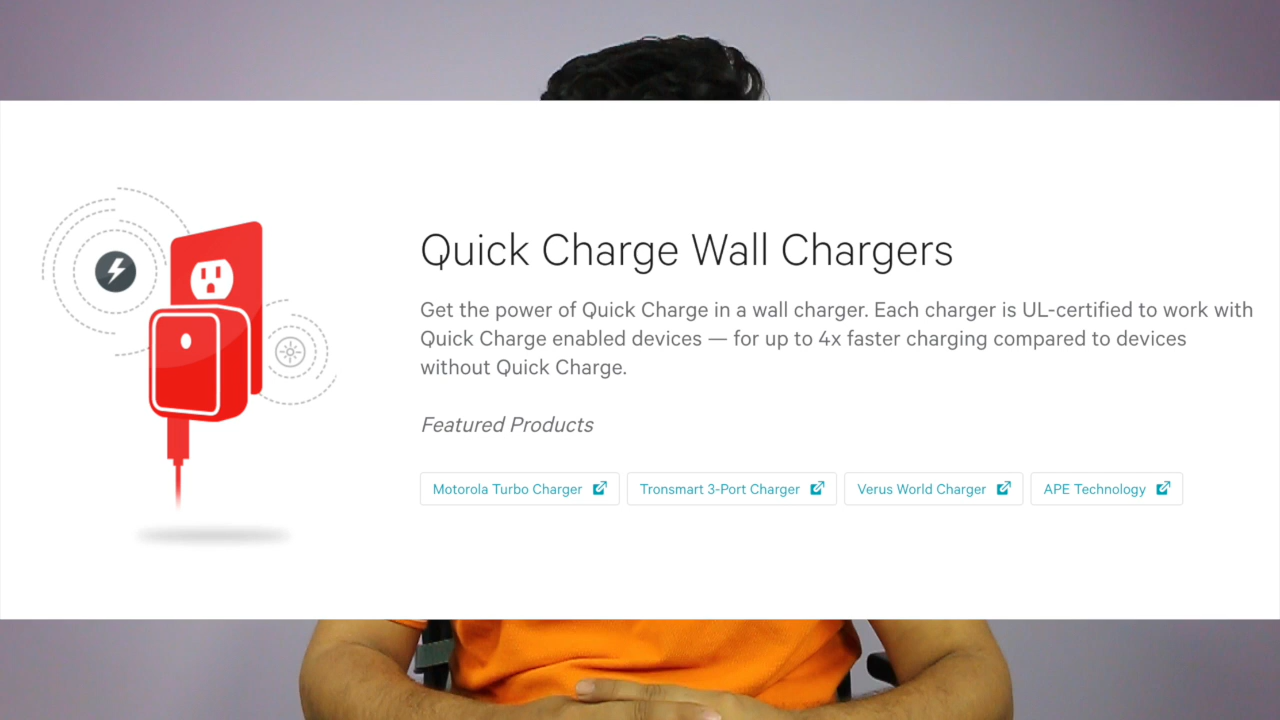 Quick Charge Wall Chargers
Get the power of Quick Charge in a wall charger. Each charger is UL-certified to work with
Quick Charge enabled devices — for up to 4x faster charging compared to devices
without Quick Charge.
Featured Products
Motorola Turbo Charger
Tronsmart 3-Port Charger
Verus World Charger
APE Technology